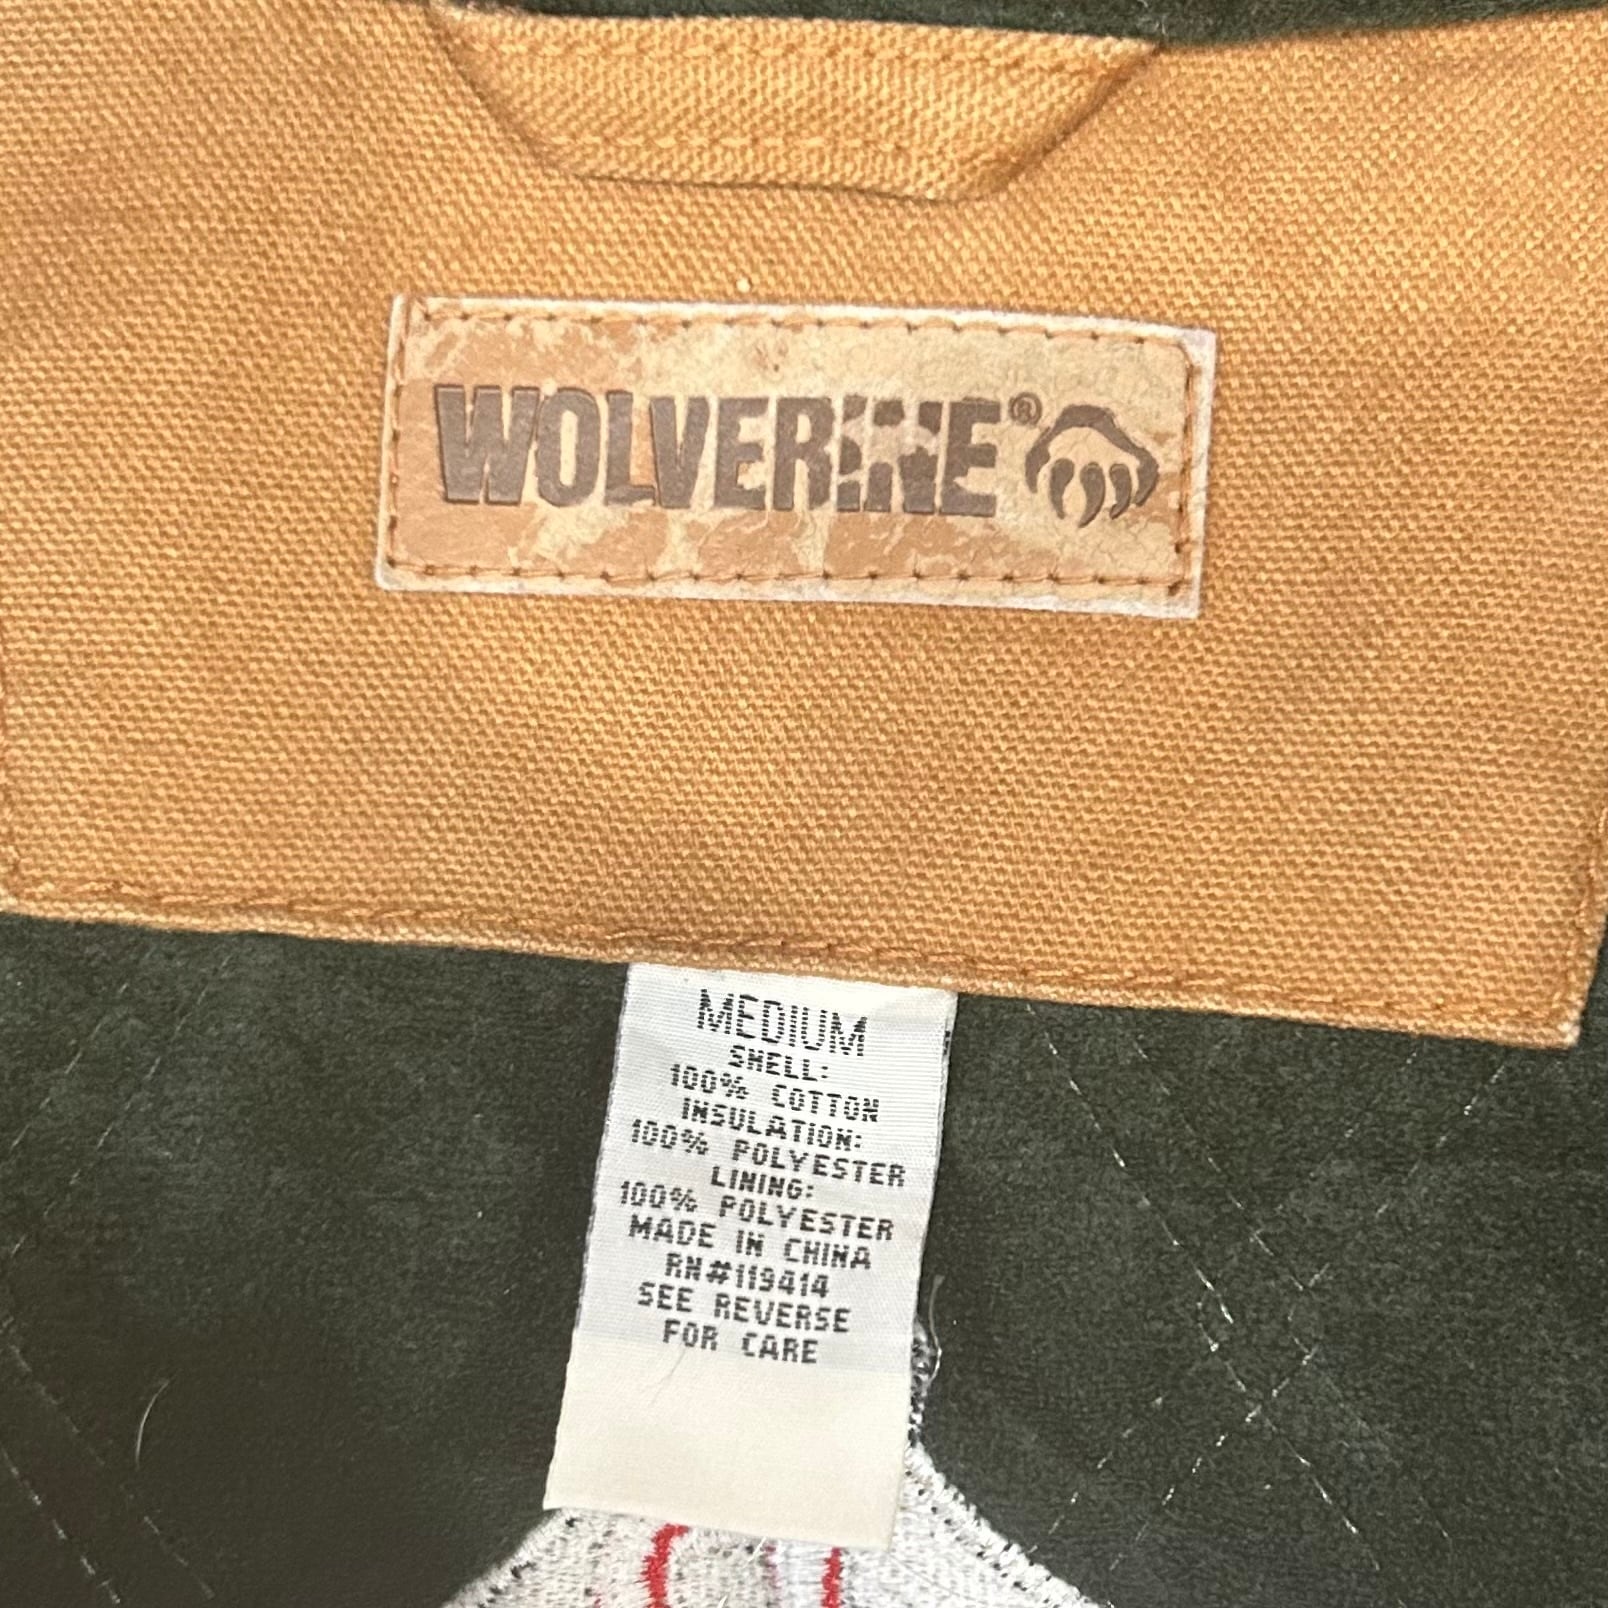 WOLVERINE®
MEDIUM
SHELL:
100% COTTON
INSULATION:
100% POLYESTER
LINING:
100% POLYESTER
MADE IN CHINA
RN#119414
SEE REVERSE
FOR CARE